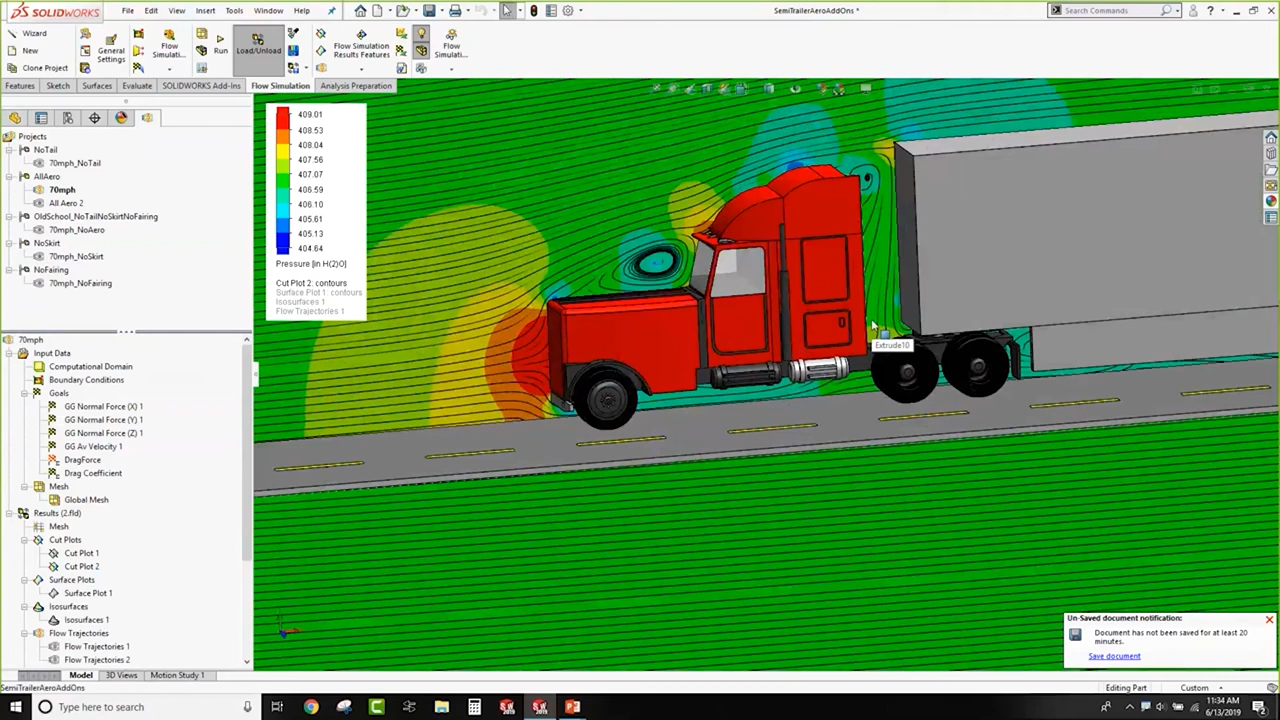 SOLIDWORKS
File Edit View Insert Tools Window Help
SemiTrailerAeroAddOns *
Search Commands
Wizard
New
Clone Project
General Settings
Flow Simulati...
Run
Load/Unload
Flow Simulation Results Features
Flow Simulati...
Features Sketch Surfaces Evaluate SOLIDWORKS Add-Ins Flow Simulation Analysis Preparation
Projects
NoTail
70mph_NoTail
AllAero
70mph
All Aero 2
OldSchool_NoTailNoSkirtNoFairing
70mph_NoAero
NoSkirt
70mph_NoSkirt
NoFairing
70mph_NoFairing
70mph
Input Data
Computational Domain
Boundary Conditions
Goals
GG Normal Force (X) 1
GG Normal Force (Y) 1
GG Normal Force (Z) 1
GG Av Velocity 1
DragForce
Drag Coefficient
Mesh
Global Mesh
Results (2.fld)
Mesh
Cut Plots
Cut Plot 1
Cut Plot 2
Surface Plots
Surface Plot 1
Isosurfaces
Isosurfaces 1
Flow Trajectories
Flow Trajectories 1
Flow Trajectories 2
409.01
408.53
408.04
407.56
407.07
406.59
406.10
405.61
405.13
404.64
Pressure [in H(2)O]
Cut Plot 2: contours
Surface Plot 1: contours
Isosurfaces 1
Flow Trajectories 1
Extrude10
Un-Saved document notification:
Document has not been saved for at least 20
minutes.
Save document
Model 3D Views Motion Study 1
SemiTrailerAeroAddOns
Editing Part Custom
Type here to search
11:34 AM
6/13/2019